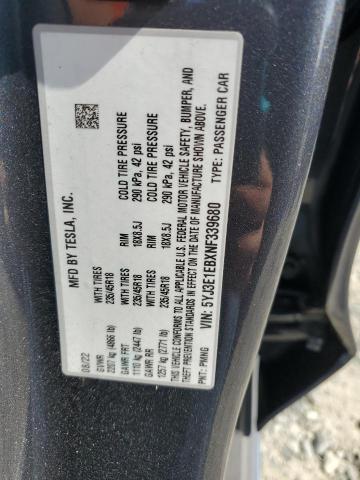 MFD BY TESLA, INC.
08/22
GVWR
2207 kg (4866 lb)
GAWR FRT WITH TIRES RIM COLD TIRE PRESSURE
1110 kg (2447 lb) 235/45R18 18X8.5J 290 kPa, 42 psi
GAWR RR WITH TIRES RIM COLD TIRE PRESSURE
1257 kg (2771 lb) 235/45R18 18X8.5J 290 kPa, 42 psi
THIS VEHICLE CONFORMS TO ALL APPLICABLE U.S. FEDERAL MOTOR VEHICLE SAFETY, BUMPER, AND
THEFT PREVENTION STANDARDS IN EFFECT ON THE DATE OF MANUFACTURE SHOWN ABOVE.
VIN: 5YJ3E1EBXNF339680 TYPE: PASSENGER CAR
PNT: PMNG